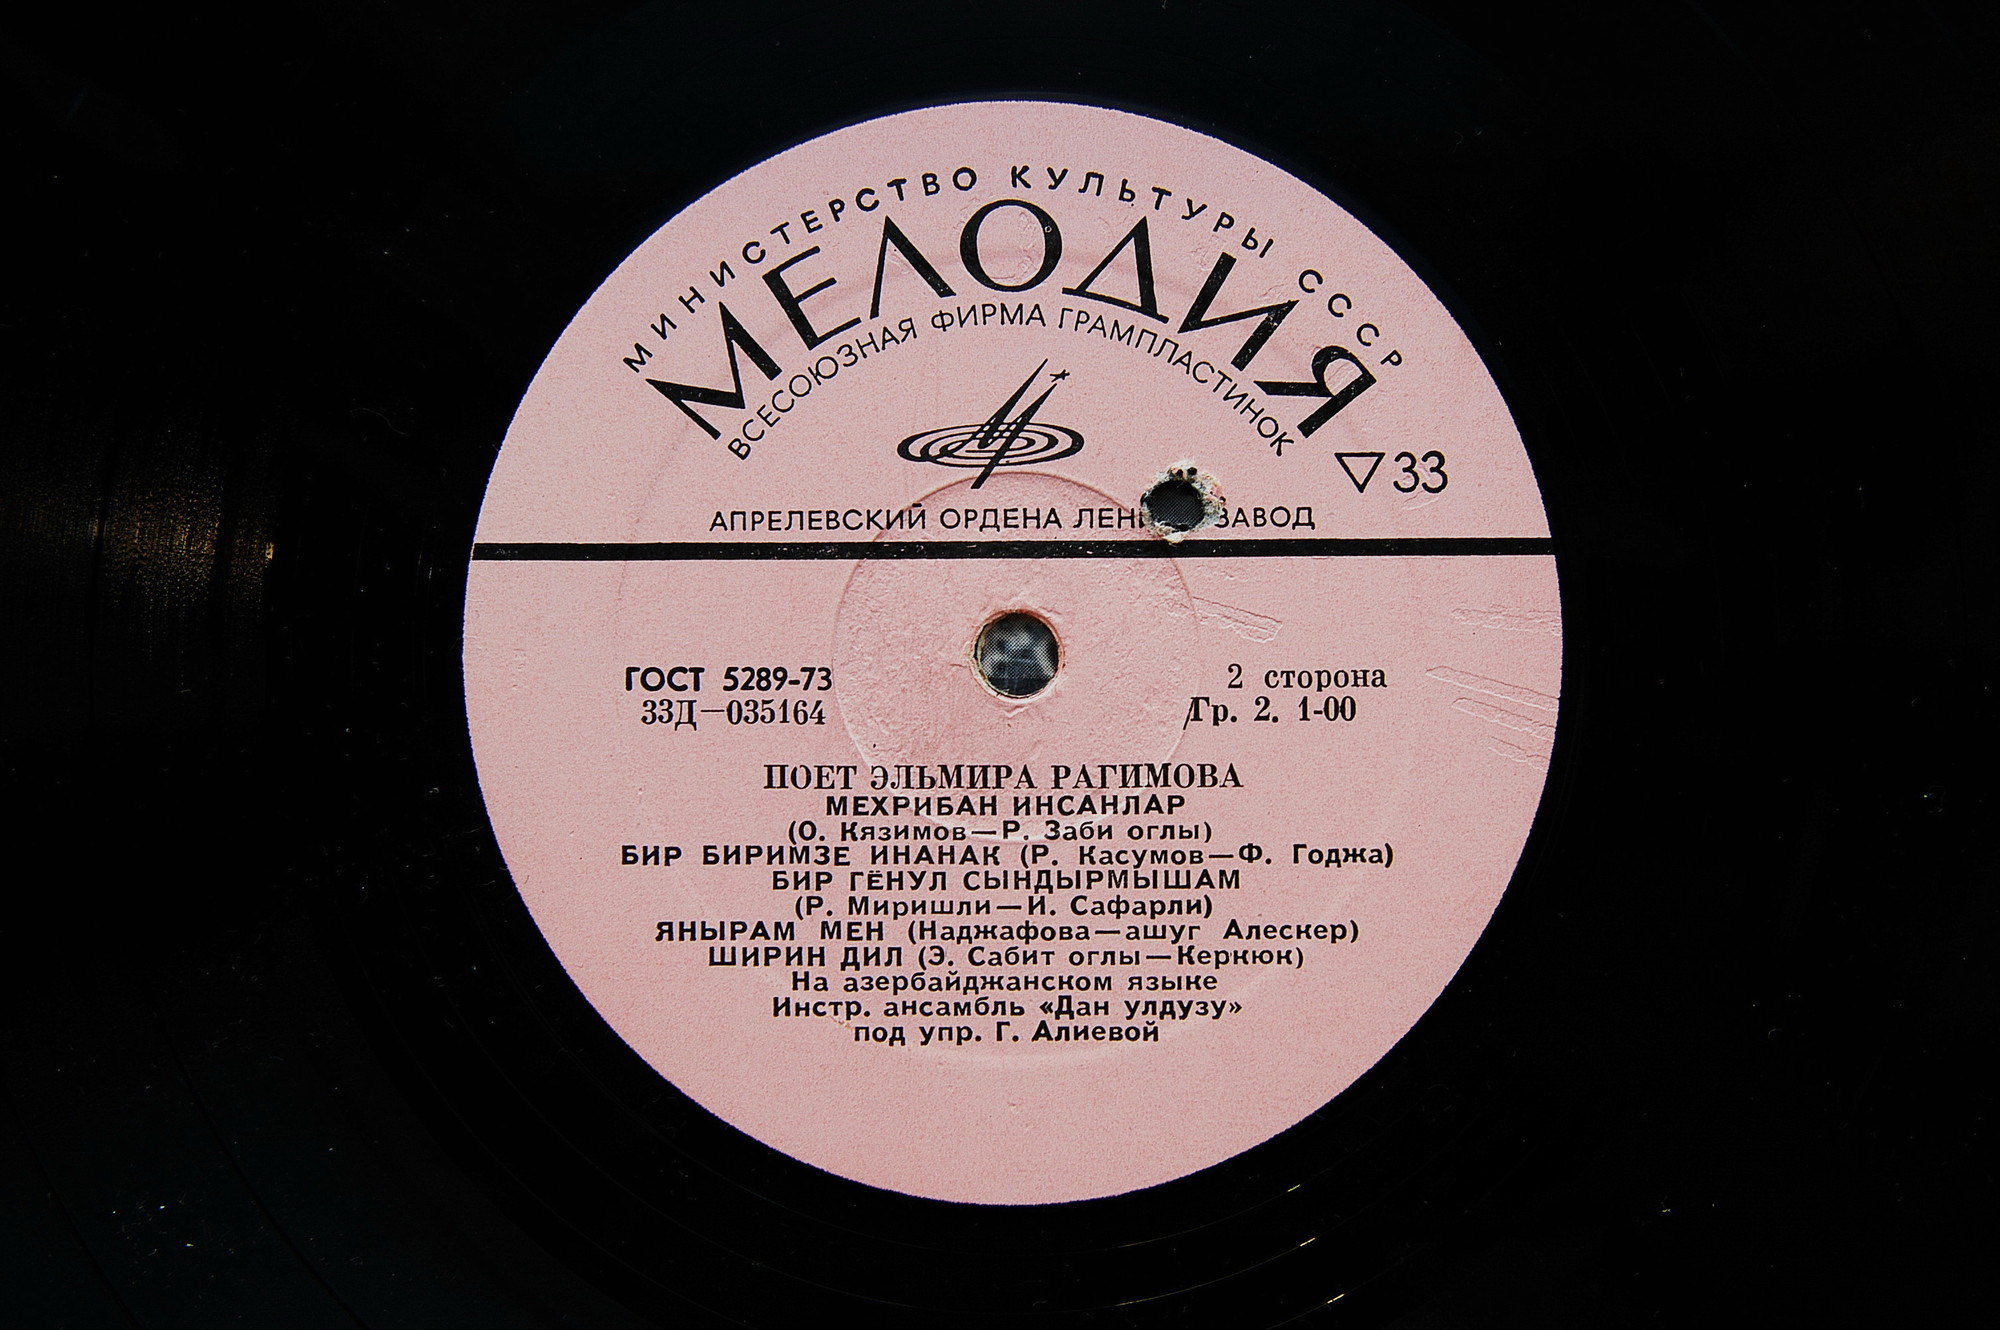 МИНИСТЕРСТВО КУЛЬТУРЫ СССР
МЕЛОДИЯ
ВСЕСОЮЗНАЯ ФИРМА ГРАМПЛАСТИНОК
▽33
АПРЕЛЕВСКИЙ ОРДЕНА ЗАВОД
ГОСТ 5289-73
33Д—035164
2 сторона
Гр. 2. 1-00
ПОЕТ ЭЛЬМИРА РАГИМОВА
МЕХРИБАН ИНСАНЛАР
(О. Кязимов—Р. Заби оглы)
БИР БИРИМЗЕ ИНАНАК (Р. Касумов—Ф. Годжа)
БИР ГЁНУЛ СЫНДЫРМЫШАМ
(Р. Миришли—И. Сафарли)
ЯНЫРАМ МЕН (Наджафова—ашуг Алескер)
ШИРИН ДИЛ (Э. Сабит оглы—Керкюк)
На азербайджанском языке
Инстр. ансамбль «Дан улдузу»
под упр. Г. Алиевой